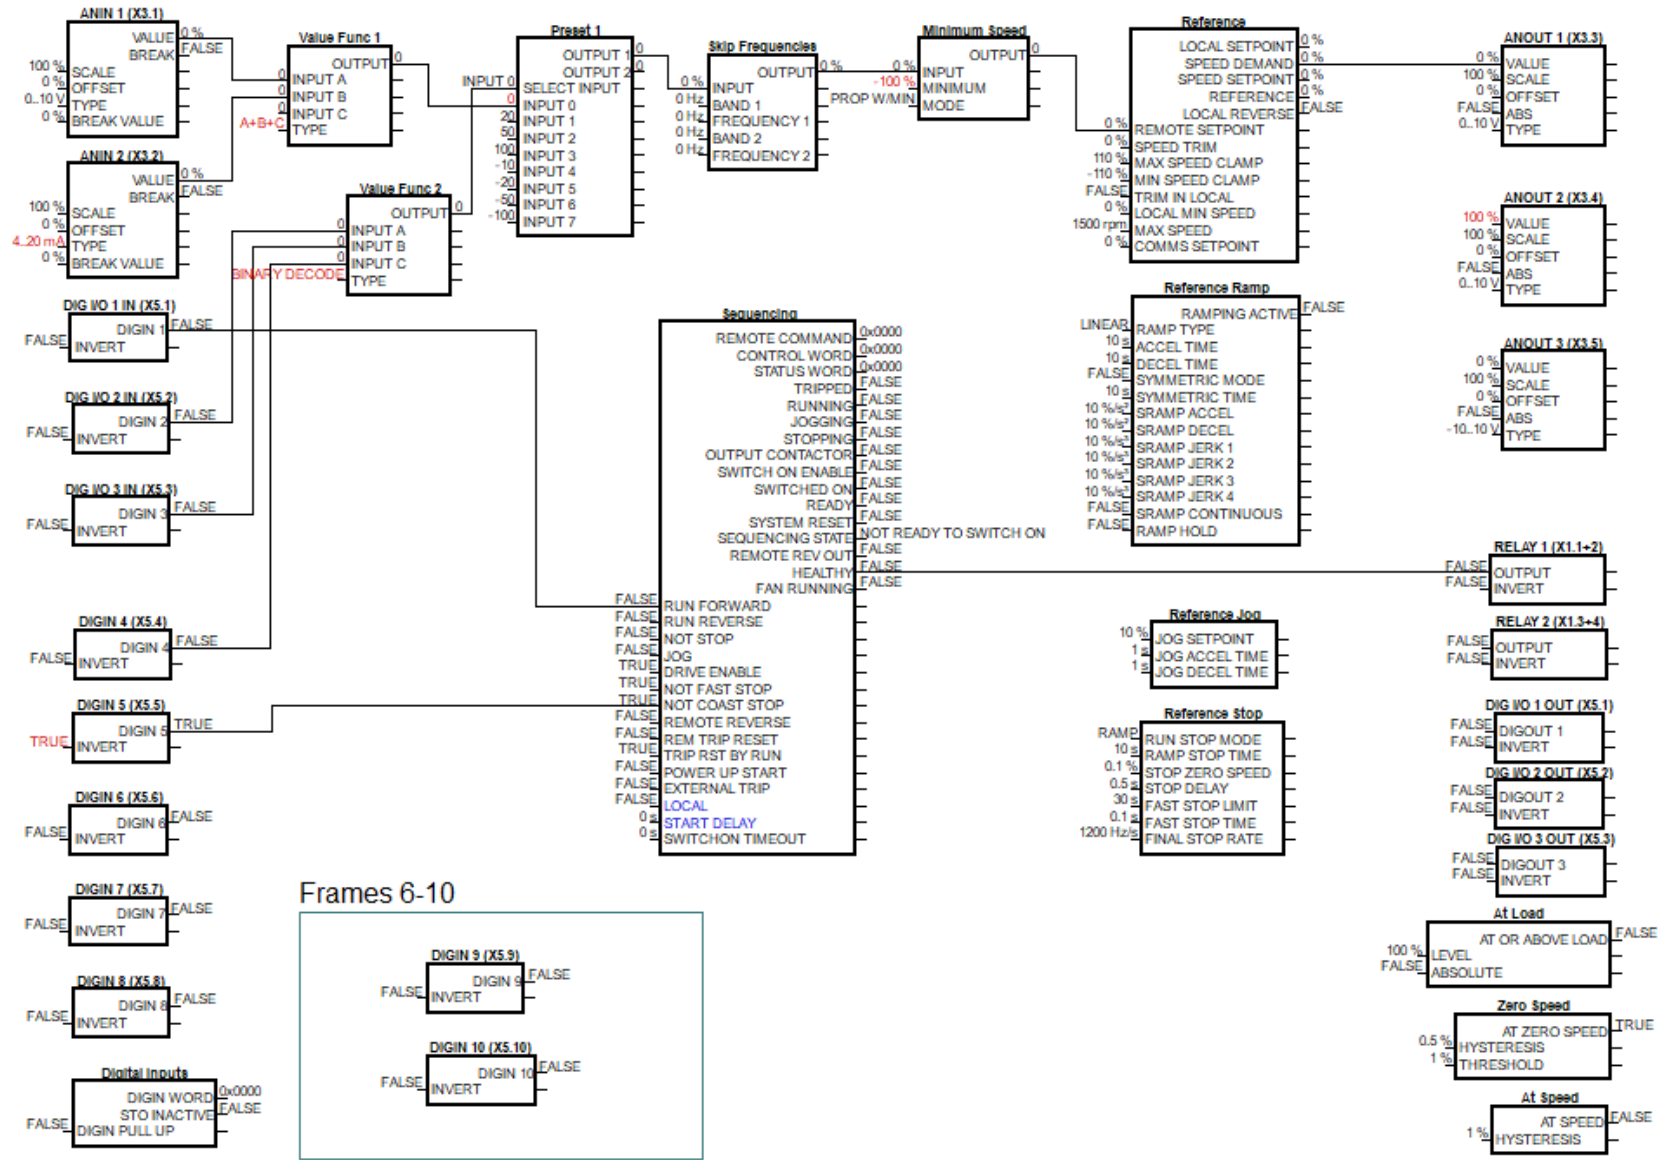 ANIN 1 (X3.1)
VALUE 0 %
BREAK FALSE
100 % SCALE
0 % OFFSET
0..10 V TYPE
0 % BREAK VALUE
ANIN 2 (X3.2)
VALUE 0 %
BREAK FALSE
100 % SCALE
0 % OFFSET
4..20 mA TYPE
0 % BREAK VALUE
DIG I/O 1 IN (X5.1)
DIGIN 1 FALSE
FALSE INVERT
DIG I/O 2 IN (X5.2)
DIGIN 2 FALSE
FALSE INVERT
DIG I/O 3 IN (X5.3)
DIGIN 3 FALSE
FALSE INVERT
DIGIN 4 (X5.4)
DIGIN 4 FALSE
FALSE INVERT
DIGIN 5 (X5.5)
DIGIN 5 TRUE
TRUE INVERT
DIGIN 6 (X5.6)
DIGIN 6 FALSE
FALSE INVERT
DIGIN 7 (X5.7)
DIGIN 7 FALSE
FALSE INVERT
DIGIN 8 (X5.8)
DIGIN 8 FALSE
FALSE INVERT
Digital Inputs
DIGIN WORD 0x0000
STO INACTIVE FALSE
FALSE DIGIN PULL UP
Value Func 1
OUTPUT 0
0 INPUT A
0 INPUT B
0 INPUT C
A+B+C TYPE
Value Func 2
OUTPUT 0
0 INPUT A
0 INPUT B
0 INPUT C
BINARY DECODE TYPE
Preset 1
OUTPUT 1 0
OUTPUT 2 0
INPUT 0 SELECT INPUT
0 INPUT 0
20 INPUT 1
50 INPUT 2
100 INPUT 3
-10 INPUT 4
-20 INPUT 5
-50 INPUT 6
-100 INPUT 7
Skip Frequencies
OUTPUT 0 %
0 % INPUT
0 Hz BAND 1
0 Hz FREQUENCY 1
0 Hz BAND 2
0 Hz FREQUENCY 2
Minimum Speed
OUTPUT 0
0 % INPUT
-100 % MINIMUM
PROP W/MIN MODE
Reference
LOCAL SETPOINT 0 %
SPEED DEMAND 0 %
SPEED SETPOINT 0 %
REFERENCE 0 %
LOCAL REVERSE FALSE
0 % REMOTE SETPOINT
0 % SPEED TRIM
110 % MAX SPEED CLAMP
-110 % MIN SPEED CLAMP
FALSE TRIM IN LOCAL
0 % LOCAL MIN SPEED
1500 rpm MAX SPEED
0 % COMMS SETPOINT
Reference Ramp
RAMPING ACTIVE FALSE
LINEAR RAMP TYPE
10 s ACCEL TIME
10 s DECEL TIME
FALSE SYMMETRIC MODE
10 s SYMMETRIC TIME
10 %/s² SRAMP ACCEL
10 %/s² SRAMP DECEL
10 %/s³ SRAMP JERK 1
10 %/s³ SRAMP JERK 2
10 %/s³ SRAMP JERK 3
10 %/s³ SRAMP JERK 4
FALSE SRAMP CONTINUOUS
FALSE RAMP HOLD
Sequencing
REMOTE COMMAND 0x0000
CONTROL WORD 0x0000
STATUS WORD 0x0000
TRIPPED FALSE
RUNNING FALSE
JOGGING FALSE
STOPPING FALSE
OUTPUT CONTACTOR FALSE
SWITCH ON ENABLE FALSE
SWITCHED ON FALSE
READY FALSE
SYSTEM RESET FALSE
SEQUENCING STATE NOT READY TO SWITCH ON
REMOTE REV OUT FALSE
HEALTHY FALSE
FAN RUNNING FALSE
FALSE RUN FORWARD
FALSE RUN REVERSE
FALSE NOT STOP
FALSE JOG
TRUE DRIVE ENABLE
TRUE NOT FAST STOP
TRUE NOT COAST STOP
FALSE REMOTE REVERSE
FALSE REM TRIP RESET
TRUE TRIP RST BY RUN
FALSE POWER UP START
FALSE EXTERNAL TRIP
FALSE LOCAL
0 s START DELAY
0 s SWITCHON TIMEOUT
Frames 6-10
DIGIN 9 (X5.9)
DIGIN 9 FALSE
FALSE INVERT
DIGIN 10 (X5.10)
DIGIN 10 FALSE
FALSE INVERT
Reference Jog
10 % JOG SETPOINT
1 s JOG ACCEL TIME
1 s JOG DECEL TIME
Reference Stop
RAMP RUN STOP MODE
10 s RAMP STOP TIME
0.1 % STOP ZERO SPEED
0.5 s STOP DELAY
30 s FAST STOP LIMIT
0.1 s FAST STOP TIME
1200 Hz/s FINAL STOP RATE
ANOUT 1 (X3.3)
0 % VALUE
100 % SCALE
0 % OFFSET
FALSE ABS
0..10 V TYPE
ANOUT 2 (X3.4)
100 % VALUE
100 % SCALE
0 % OFFSET
FALSE ABS
0..10 V TYPE
ANOUT 3 (X3.5)
0 % VALUE
100 % SCALE
0 % OFFSET
FALSE ABS
-10..10 V TYPE
RELAY 1 (X1.1+2)
FALSE OUTPUT
FALSE INVERT
RELAY 2 (X1.3+4)
FALSE OUTPUT
FALSE INVERT
DIG I/O 1 OUT (X5.1)
FALSE DIGOUT 1
FALSE INVERT
DIG I/O 2 OUT (X5.2)
FALSE DIGOUT 2
FALSE INVERT
DIG I/O 3 OUT (X5.3)
FALSE DIGOUT 3
FALSE INVERT
At Load
AT OR ABOVE LOAD FALSE
100 % LEVEL
FALSE ABSOLUTE
Zero Speed
AT ZERO SPEED TRUE
0.5 % HYSTERESIS
1 % THRESHOLD
At Speed
AT SPEED FALSE
1 % HYSTERESIS